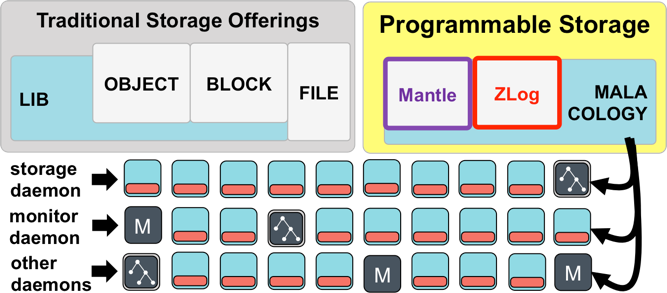 Traditional Storage Offerings
LIB
OBJECT
BLOCK
FILE
Programmable Storage
Mantle
ZLog
MALA
COLOGY
storage
daemon
monitor
daemon
M
other
daemons
M
M